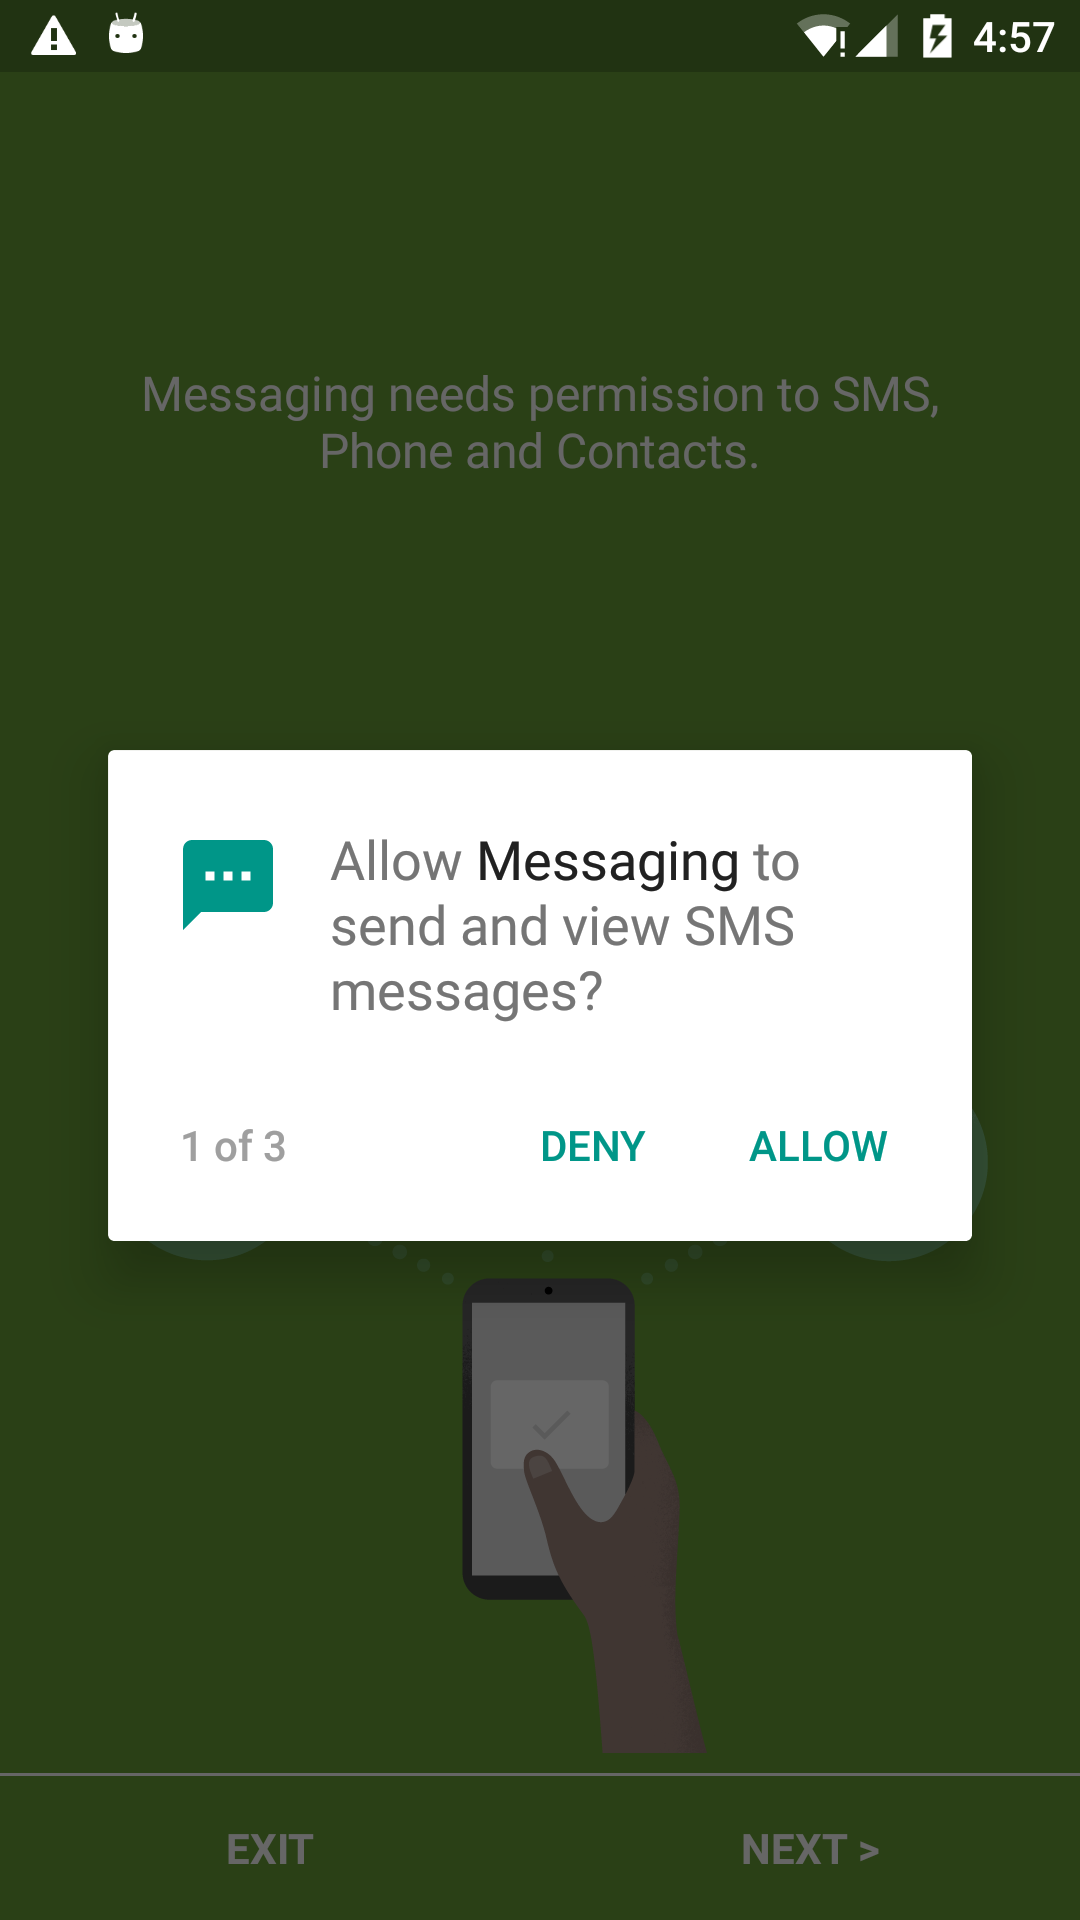 4:57
Messaging needs permission to SMS,
Phone and Contacts.
Allow Messaging to
send and view SMS
messages?
1 of 3
DENY
ALLOW
EXIT
NEXT >